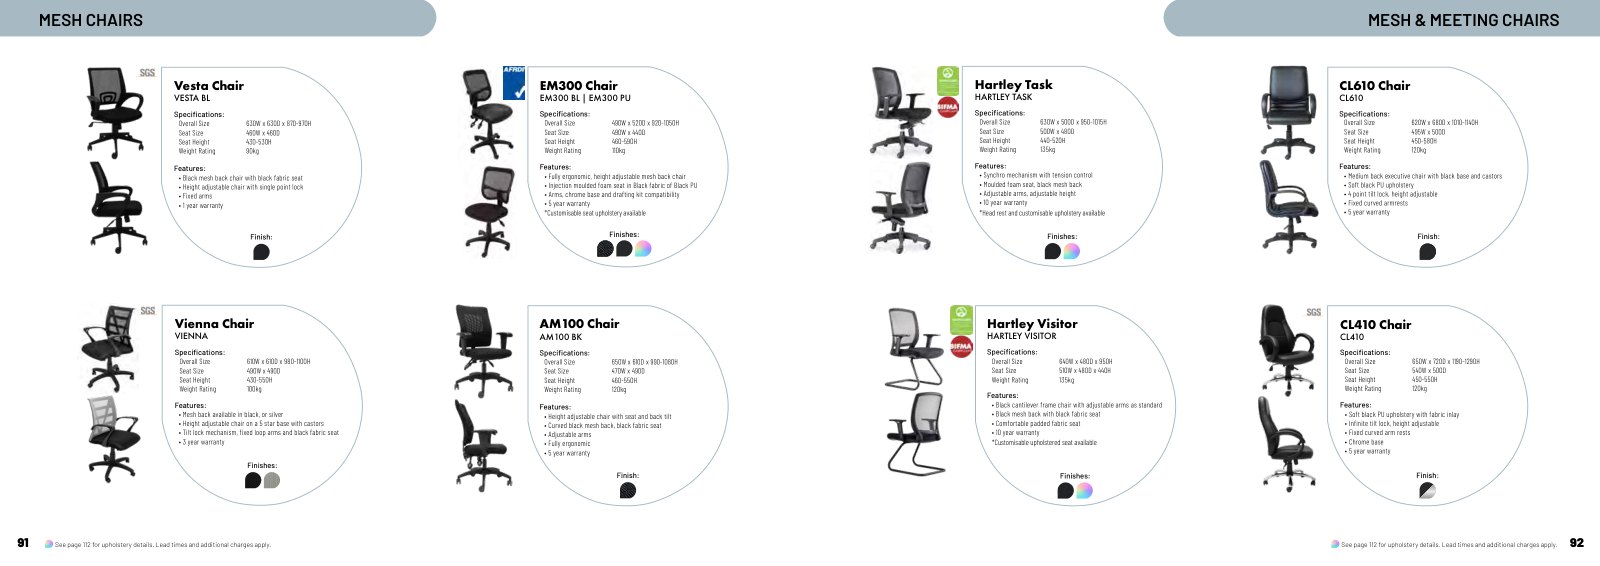 MESH CHAIRS
MESH & MEETING CHAIRS
SGS
Vesta Chair
VESTA BL
Specifications:
Overall Size 630W x 630D x 870-970H
Seat Size 460W x 460D
Seat Height 430-530H
Weight Rating 90kg
Features:
• Black mesh back chair with black fabric seat
• Height adjustable chair with single point lock
• Fixed arms
• 1 year warranty
Finish:
AFRDI
EM300 Chair
EM300 BL | EM300 PU
Specifications:
Overall Size 490W x 520D x 920-1050H
Seat Size 490W x 440D
Seat Height 460-590H
Weight Rating 110kg
Features:
• Fully ergonomic, height adjustable mesh back chair
• Injection moulded foam seat in Black fabric of Black PU
• Arms, chrome base and drafting kit compatibility
• 5 year warranty
*Customisable seat upholstery available
Finishes:
BIFMA
Hartley Task
HARTLEY TASK
Specifications:
Overall Size 630W x 500D x 950-1015H
Seat Size 500W x 480D
Seat Height 440-520H
Weight Rating 135kg
Features:
• Synchro mechanism with tension control
• Moulded foam seat, black mesh back
• Adjustable arms, adjustable height
• 10 year warranty
*Head rest and customisable upholstery available
Finishes:
CL610 Chair
CL610
Specifications:
Overall Size 620W x 680D x 1010-1140H
Seat Size 495W x 500D
Seat Height 450-580H
Weight Rating 120kg
Features:
• Medium back executive chair with black base and castors
• Soft black PU upholstery
• 4 point tilt lock, height adjustable
• Fixed curved armrests
• 5 year warranty
Finish:
SGS
Vienna Chair
VIENNA
Specifications:
Overall Size 610W x 610D x 980-1100H
Seat Size 490W x 490D
Seat Height 430-550H
Weight Rating 100kg
Features:
• Mesh back available in black, or silver
• Height adjustable chair on a 5 star base with castors
• Tilt lock mechanism, fixed loop arms and black fabric seat
• 3 year warranty
Finishes:
AM100 Chair
AM100 BK
Specifications:
Overall Size 650W x 610D x 990-1080H
Seat Size 470W x 490D
Seat Height 460-550H
Weight Rating 120kg
Features:
• Height adjustable chair with seat and back tilt
• Curved black mesh back, black fabric seat
• Adjustable arms
• Fully ergonomic
• 5 year warranty
Finish:
BIFMA
Hartley Visitor
HARTLEY VISITOR
Specifications:
Overall Size 640W x 480D x 950H
Seat Size 510W x 480D x 440H
Weight Rating 135kg
Features:
• Black cantilever frame chair with adjustable arms as standard
• Black mesh back with black fabric seat
• Comfortable padded fabric seat
• 10 year warranty
*Customisable upholstered seat available
Finishes:
SGS
CL410 Chair
CL410
Specifications:
Overall Size 650W x 720D x 1190-1290H
Seat Size 540W x 500D
Seat Height 450-550H
Weight Rating 120kg
Features:
• Soft black PU upholstery with fabric inlay
• Infinite tilt lock, height adjustable
• Fixed curved arm rests
• Chrome base
• 5 year warranty
Finish:
91
See page 112 for upholstery details. Lead times and additional charges apply.
See page 112 for upholstery details. Lead times and additional charges apply.
92